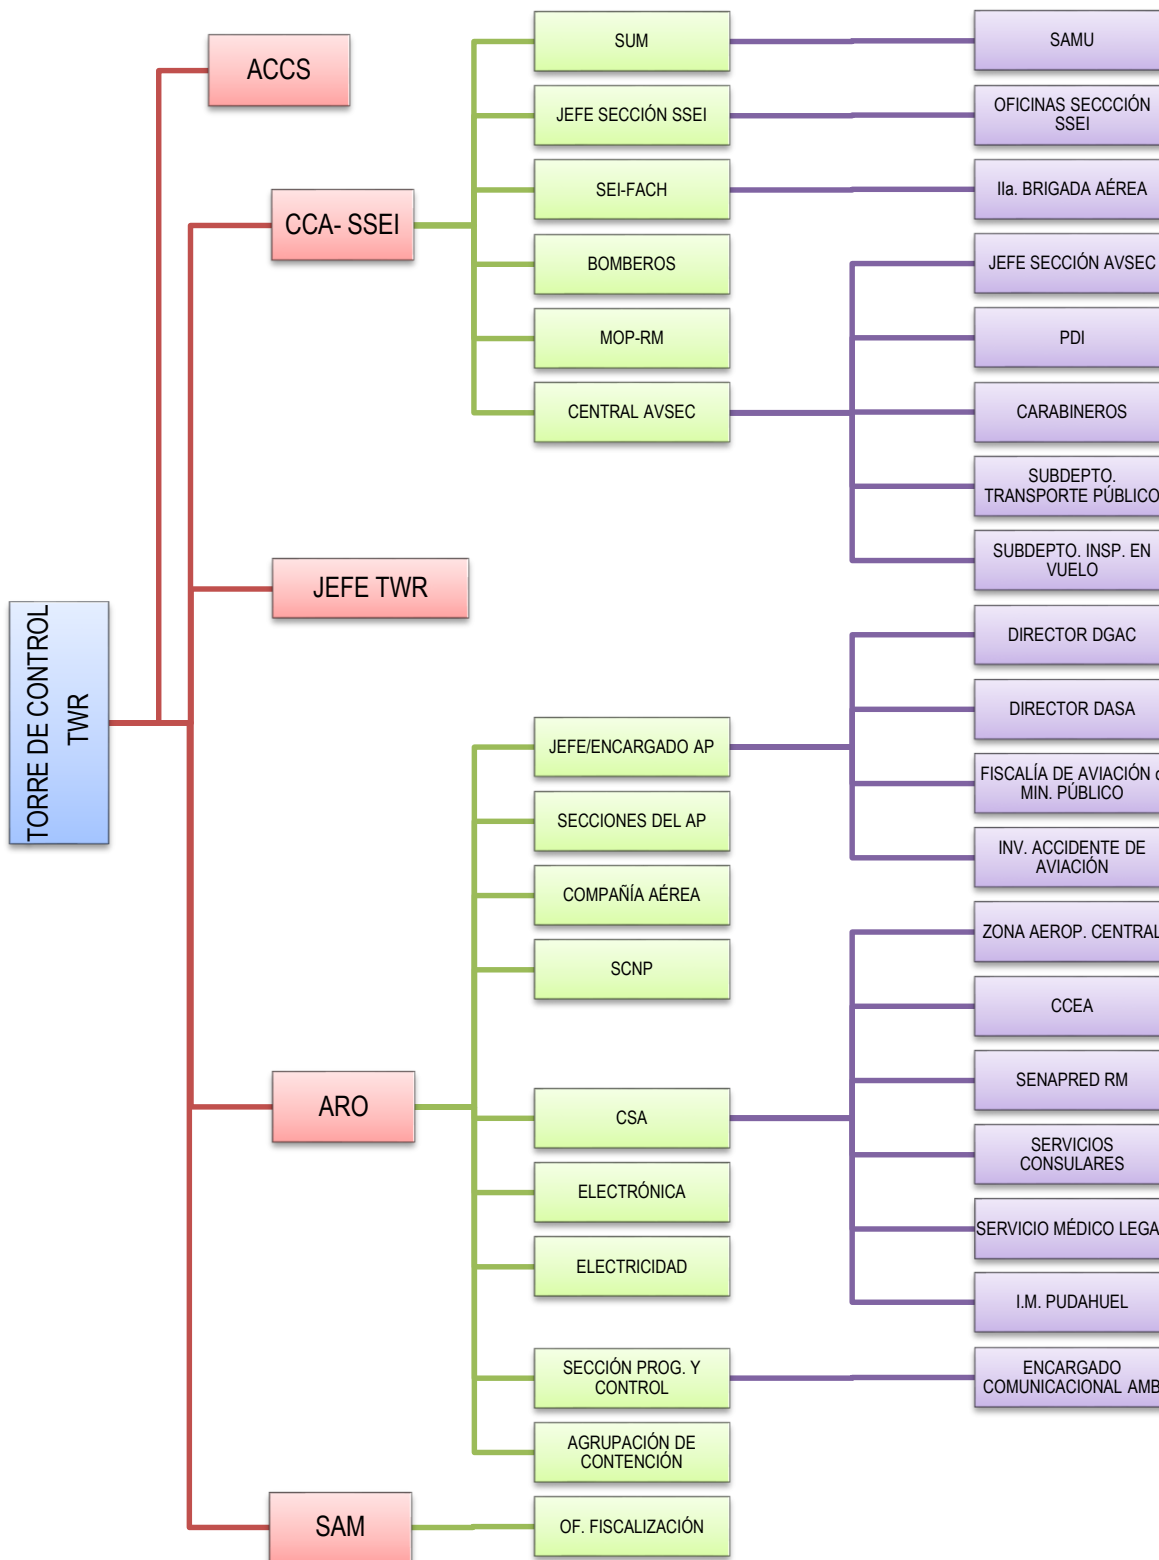 TORRE DE CONTROL
TWR
ACCS
CCA- SSEI
JEFE TWR
ARO
SAM
SUM
JEFE SECCIÓN SSEI
SEI-FACH
BOMBEROS
MOP-RM
CENTRAL AVSEC
JEFE/ENCARGADO AP
SECCIONES DEL AP
COMPAÑÍA AÉREA
SCNP
CSA
ELECTRÓNICA
ELECTRICIDAD
SECCIÓN PROG. Y
CONTROL
AGRUPACIÓN DE
CONTENCIÓN
OF. FISCALIZACIÓN
SAMU
OFICINAS SECCCIÓN
SSEI
IIa. BRIGADA AÉREA
JEFE SECCIÓN AVSEC
PDI
CARABINEROS
SUBDEPTO.
TRANSPORTE PÚBLICO
SUBDEPTO. INSP. EN
VUELO
DIRECTOR DGAC
DIRECTOR DASA
FISCALÍA DE AVIACIÓN
MIN. PÚBLICO
INV. ACCIDENTE DE
AVIACIÓN
ZONA AEROP. CENTRAL
CCEA
SENAPRED RM
SERVICIOS
CONSULARES
SERVICIO MÉDICO
I.M. PUDAHUEL
ENCARGADO
COMUNICACIONAL AMB